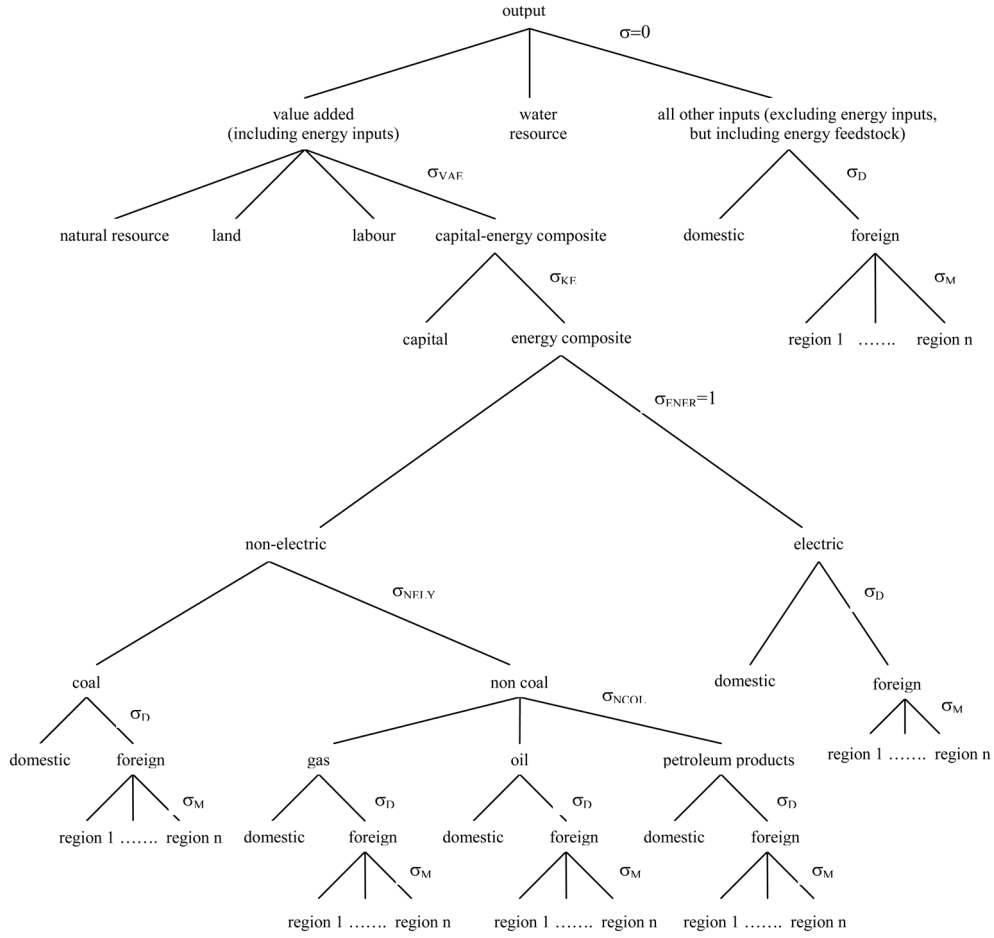 output
σ=0
value added
(including energy inputs)
water
resource
all other inputs (excluding energy inputs,
but including energy feedstock)
σVAE
σD
natural resource
land
labour
capital-energy composite
domestic
foreign
σKE
σM
capital
energy composite
region 1 ……. region n
σENER=1
non-electric
electric
σNELY
σD
coal
non coal
domestic
foreign
σD
σNCOL
σM
domestic
foreign
gas
oil
petroleum products
region 1 ……. region n
σM
σD
σD
σD
region 1 ……. region n
domestic
foreign
domestic
foreign
domestic
foreign
σM
σM
σM
region 1 ……. region n
region 1 ……. region n
region 1 ……. region n